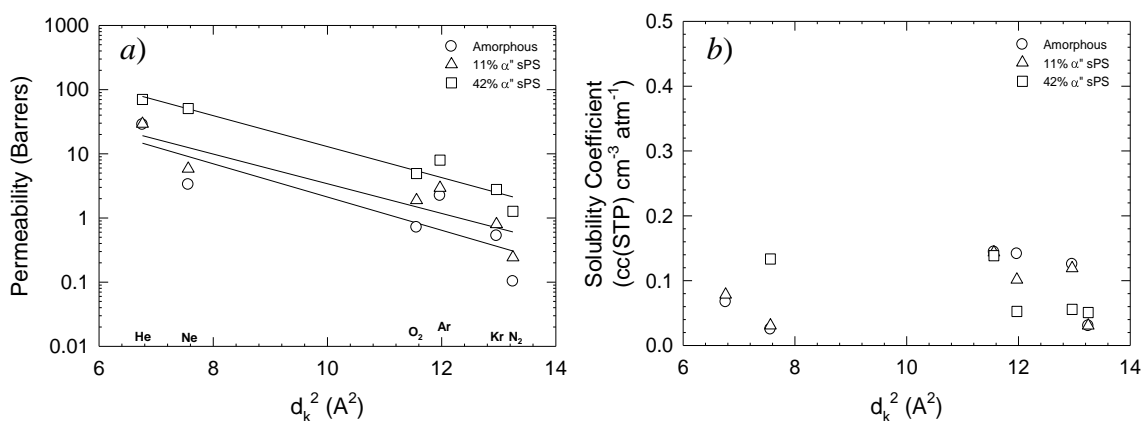 a)
Amorphous
11% α" sPS
42% α" sPS
Permeability (Barrers)
1000
100
10
1
0.1
0.01
He
Ne
O₂
Ar
Kr
N₂
6
8
10
12
14
dₖ² (A²)
b)
Amorphous
11% α" sPS
42% α" sPS
Solubility Coefficient
(cc(STP) cm⁻³ atm⁻¹)
0.5
0.4
0.3
0.2
0.1
0.0
6
8
10
12
14
dₖ² (A²)